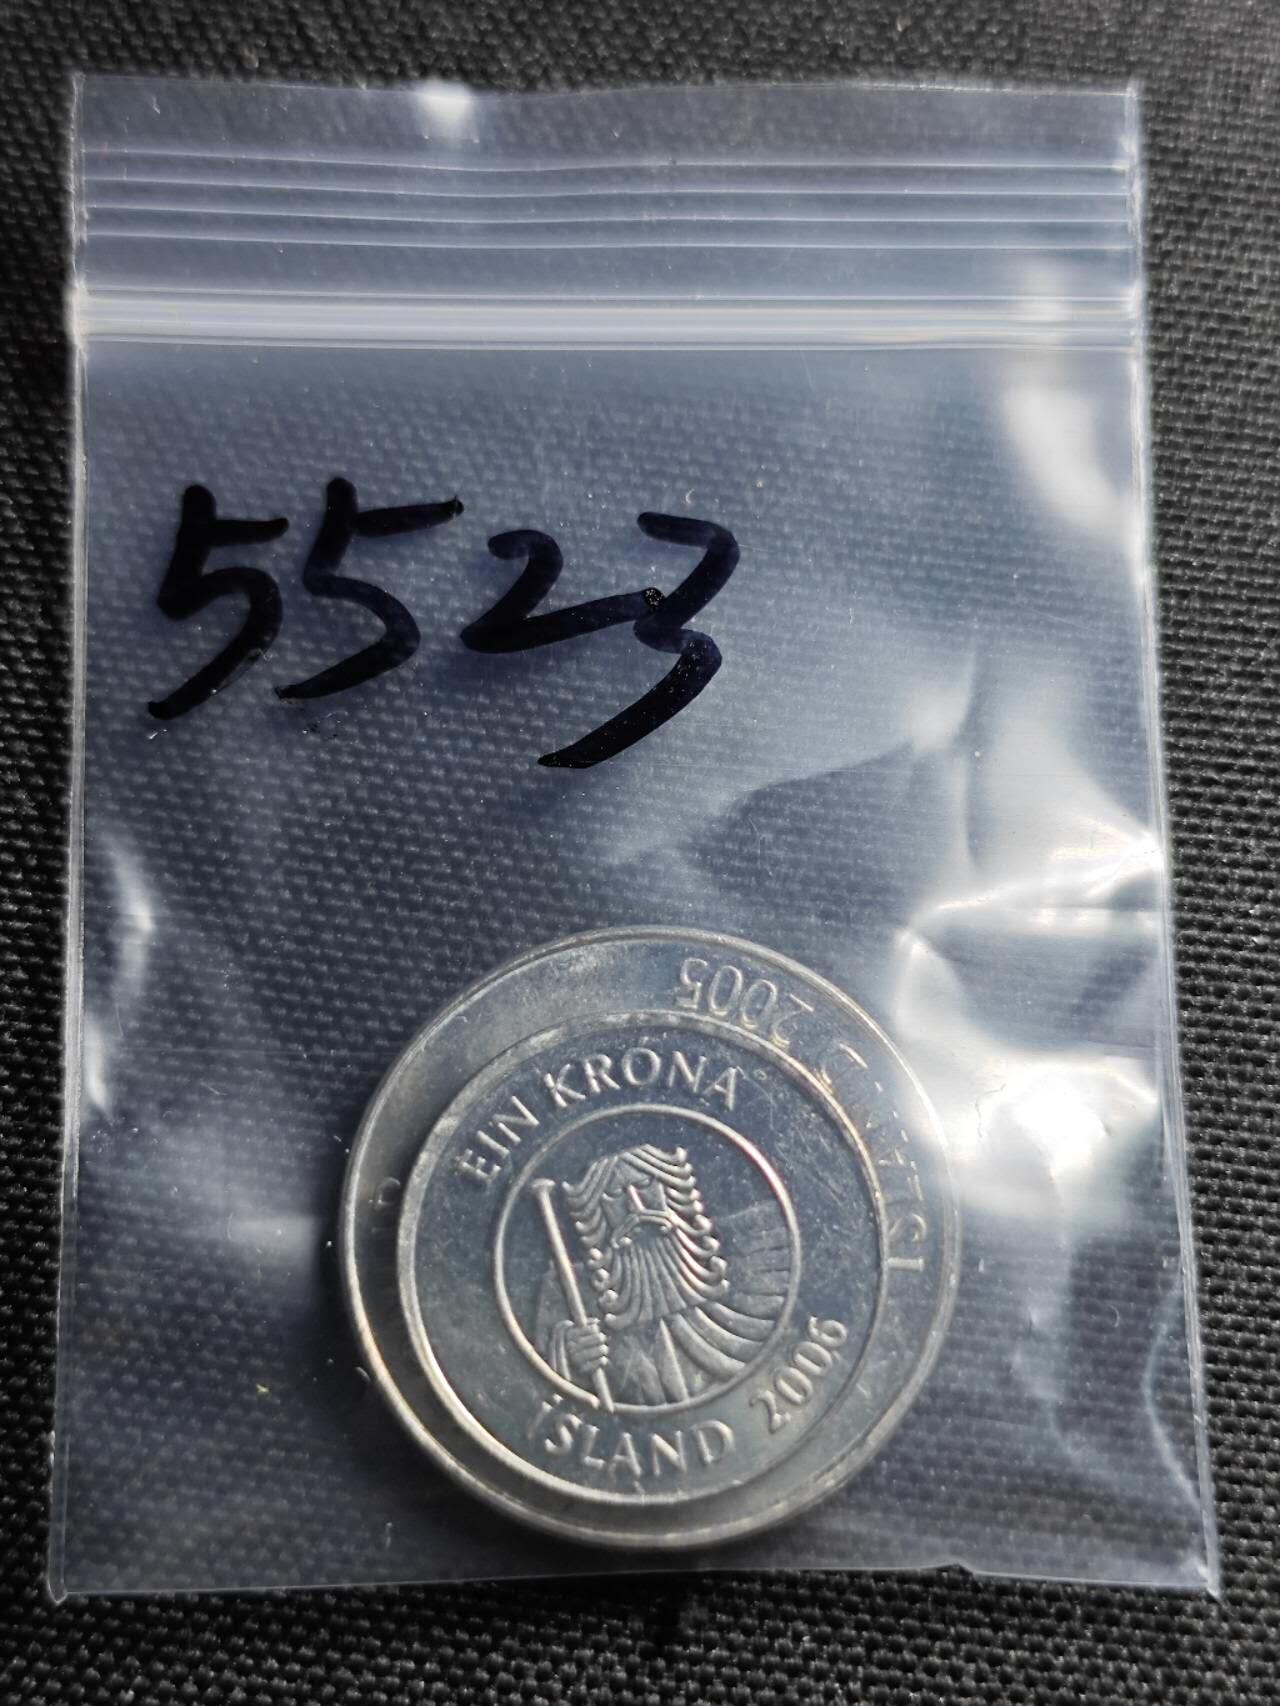 5523
EIN KRÓNA
ÍSLAND 2006
ÍSLAND 2005